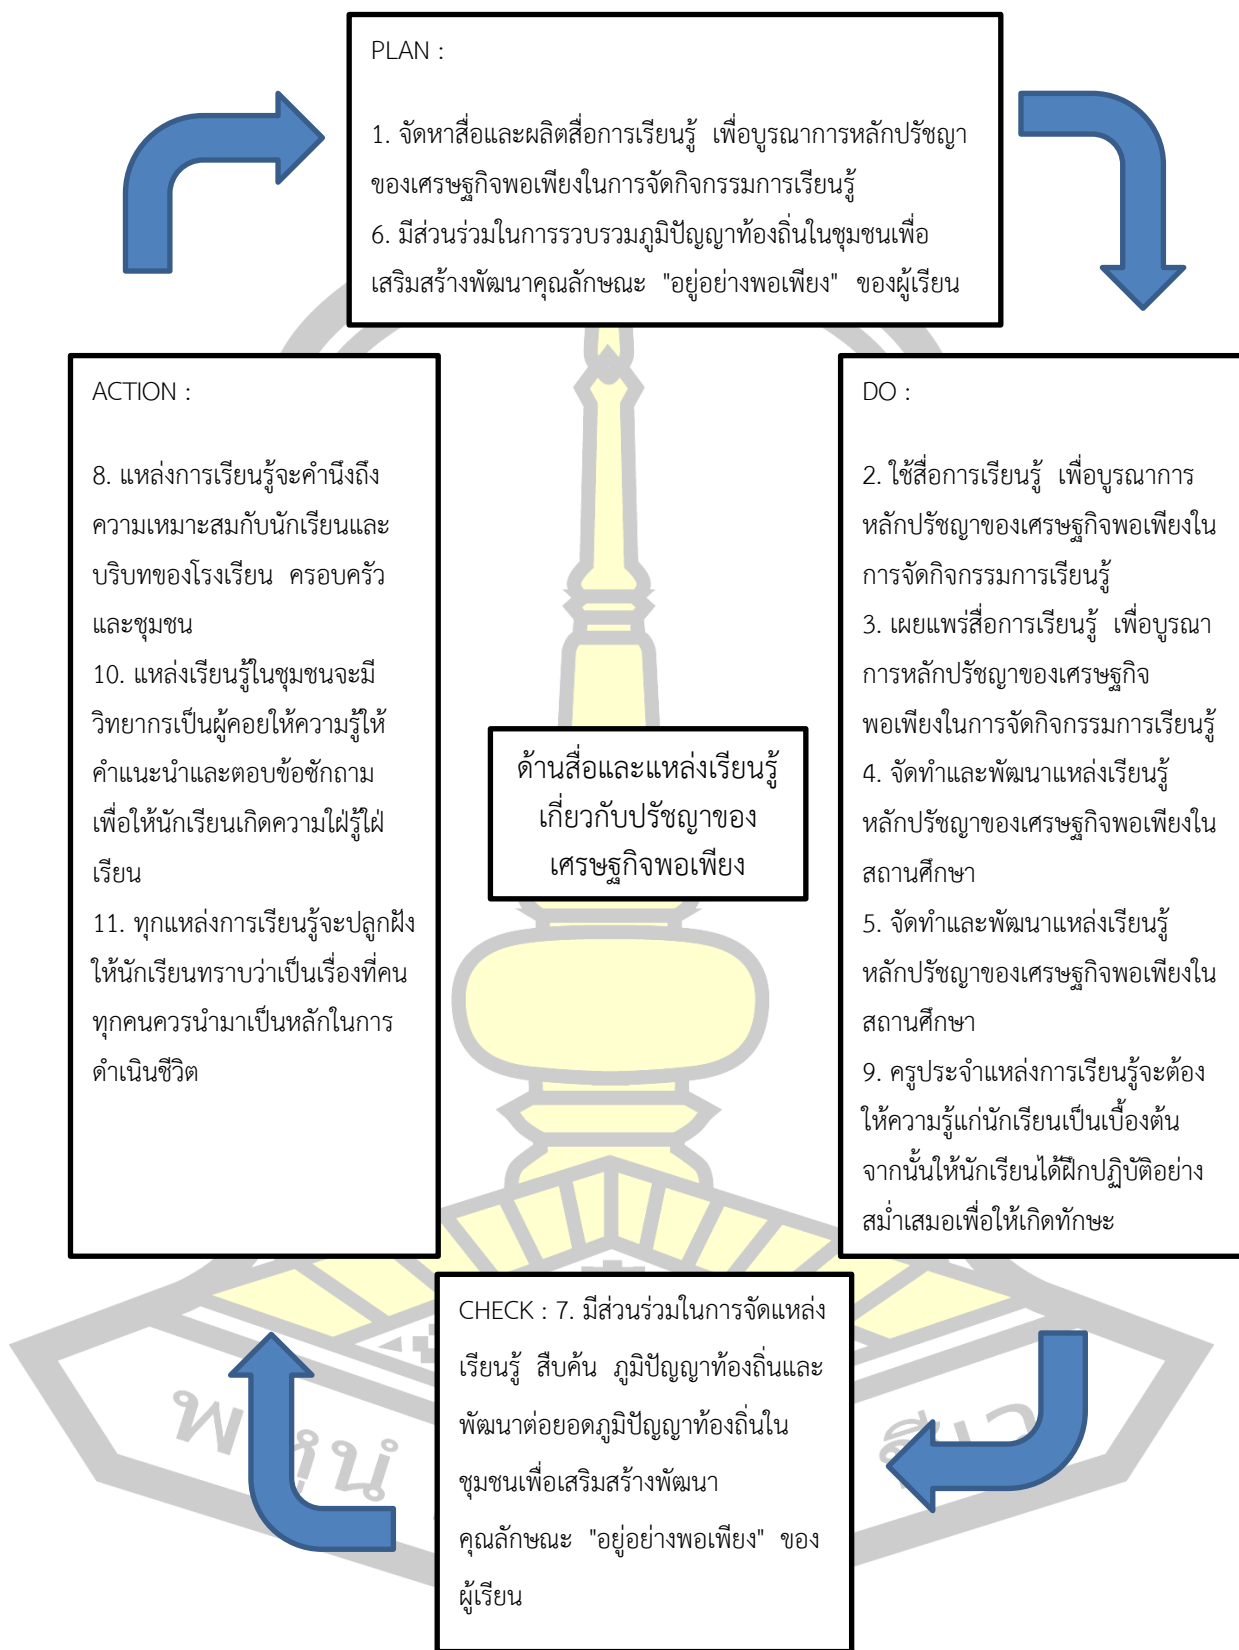 PLAN :
1. จัดหาสื่อและผลิตสื่อการเรียนรู้ เพื่อบูรณาการหลักปรัชญา
ของเศรษฐกิจพอเพียงในการจัดกิจกรรมการเรียนรู้
6. มีส่วนร่วมในการรวบรวมภูมิปัญญาท้องถิ่นในชุมชนเพื่อ
เสริมสร้างพัฒนาคุณลักษณะ "อยู่อย่างพอเพียง" ของผู้เรียน
ACTION :
8. แหล่งการเรียนรู้จะคำนึงถึง
ความเหมาะสมกับนักเรียนและ
บริบทของโรงเรียน ครอบครัว
และชุมชน
10. แหล่งเรียนรู้ในชุมชนจะมี
วิทยากรเป็นผู้คอยให้ความรู้ให้
คำแนะนำและตอบข้อซักถาม
เพื่อให้นักเรียนเกิดความใฝ่รู้ใฝ่
เรียน
11. ทุกแหล่งการเรียนรู้จะปลูกฝัง
ให้นักเรียนทราบว่าเป็นเรื่องที่คน
ทุกคนควรนำมาเป็นหลักในการ
ดำเนินชีวิต
ด้านสื่อและแหล่งเรียนรู้
เกี่ยวกับปรัชญาของ
เศรษฐกิจพอเพียง
DO :
2. ใช้สื่อการเรียนรู้ เพื่อบูรณาการ
หลักปรัชญาของเศรษฐกิจพอเพียงใน
การจัดกิจกรรมการเรียนรู้
3. เผยแพร่สื่อการเรียนรู้ เพื่อบูรณา
การหลักปรัชญาของเศรษฐกิจ
พอเพียงในการจัดกิจกรรมการเรียนรู้
4. จัดทำและพัฒนาแหล่งเรียนรู้
หลักปรัชญาของเศรษฐกิจพอเพียงใน
สถานศึกษา
5. จัดทำและพัฒนาแหล่งเรียนรู้
หลักปรัชญาของเศรษฐกิจพอเพียงใน
สถานศึกษา
9. ครูประจำแหล่งการเรียนรู้จะต้อง
ให้ความรู้แก่นักเรียนเป็นเบื้องต้น
จากนั้นให้นักเรียนได้ฝึกปฏิบัติอย่าง
สม่ำเสมอเพื่อให้เกิดทักษะ
CHECK : 7. มีส่วนร่วมในการจัดแหล่ง
เรียนรู้ สืบค้น ภูมิปัญญาท้องถิ่นและ
พัฒนาต่อยอดภูมิปัญญาท้องถิ่นใน
ชุมชนเพื่อเสริมสร้างพัฒนา
คุณลักษณะ "อยู่อย่างพอเพียง" ของ
ผู้เรียน